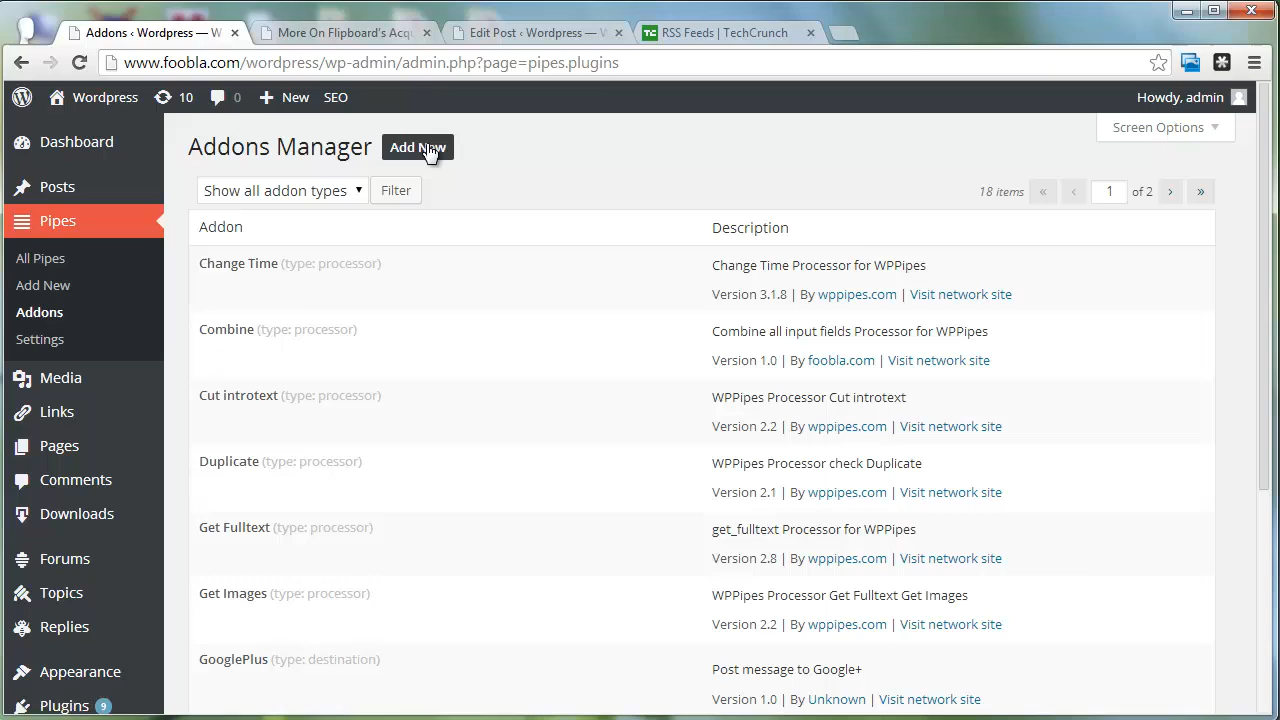 Addons ‹ Wordpress — W
More On Flipboard's Acqu
Edit Post ‹ Wordpress — W
TC RSS Feeds | TechCrunch
www.foobla.com/wordpress/wp-admin/admin.php?page=pipes.plugins
Wordpress 10 0 New SEO Howdy, admin
Screen Options
Dashboard
Posts
Pipes
All Pipes
Add New
Addons
Settings
Media
Links
Pages
Comments
Downloads
Forums
Topics
Replies
Appearance
Plugins 9
Addons Manager Add New
Show all addon types Filter 18 items « ‹ 1 of 2 › »
Addon Description
Change Time (type: processor) Change Time Processor for WPPipes
Version 3.1.8 | By wppipes.com | Visit network site
Combine (type: processor) Combine all input fields Processor for WPPipes
Version 1.0 | By foobla.com | Visit network site
Cut introtext (type: processor) WPPipes Processor Cut introtext
Version 2.2 | By wppipes.com | Visit network site
Duplicate (type: processor) WPPipes Processor check Duplicate
Version 2.1 | By wppipes.com | Visit network site
Get Fulltext (type: processor) get_fulltext Processor for WPPipes
Version 2.8 | By wppipes.com | Visit network site
Get Images (type: processor) WPPipes Processor Get Fulltext Get Images
Version 2.2 | By wppipes.com | Visit network site
GooglePlus (type: destination) Post message to Google+
Version 1.0 | By Unknown | Visit network site